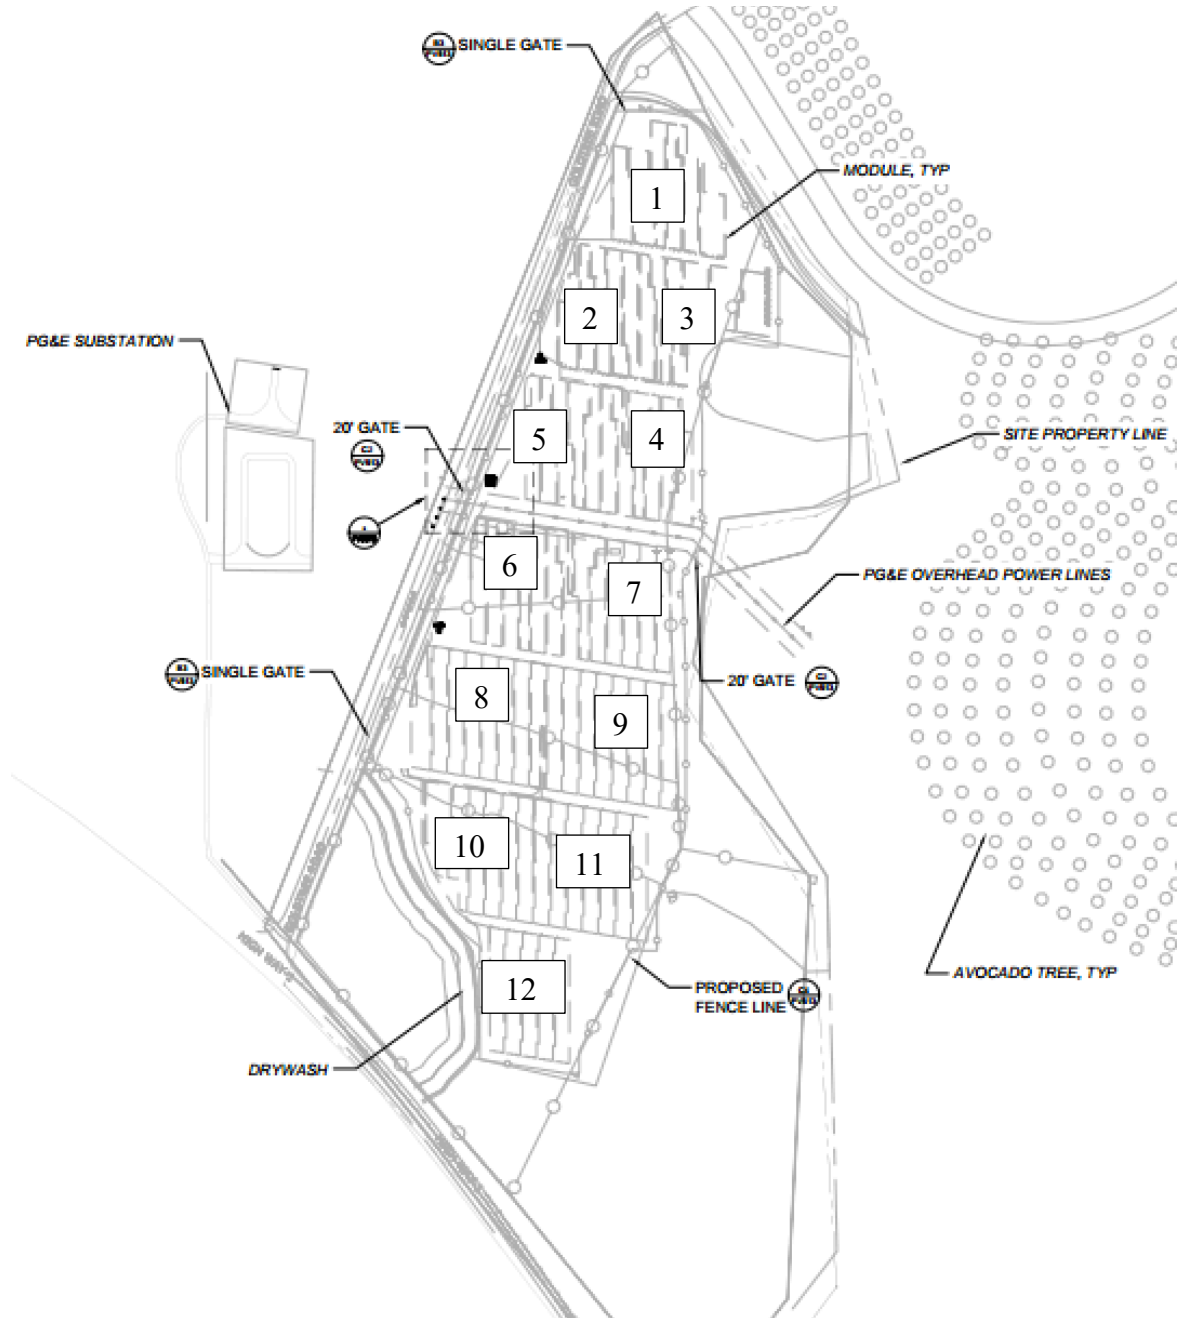 SINGLE GATE
1
MODULE, TYP
2
3
PG&E SUBSTATION
20' GATE
5
4
SITE PROPERTY LINE
6
7
PG&E OVERHEAD POWER LINES
SINGLE GATE
8
9
20' GATE
10
11
12
PROPOSED
FENCE LINE
AVOCADO TREE, TYP
HIGH WAY
DRYWASH